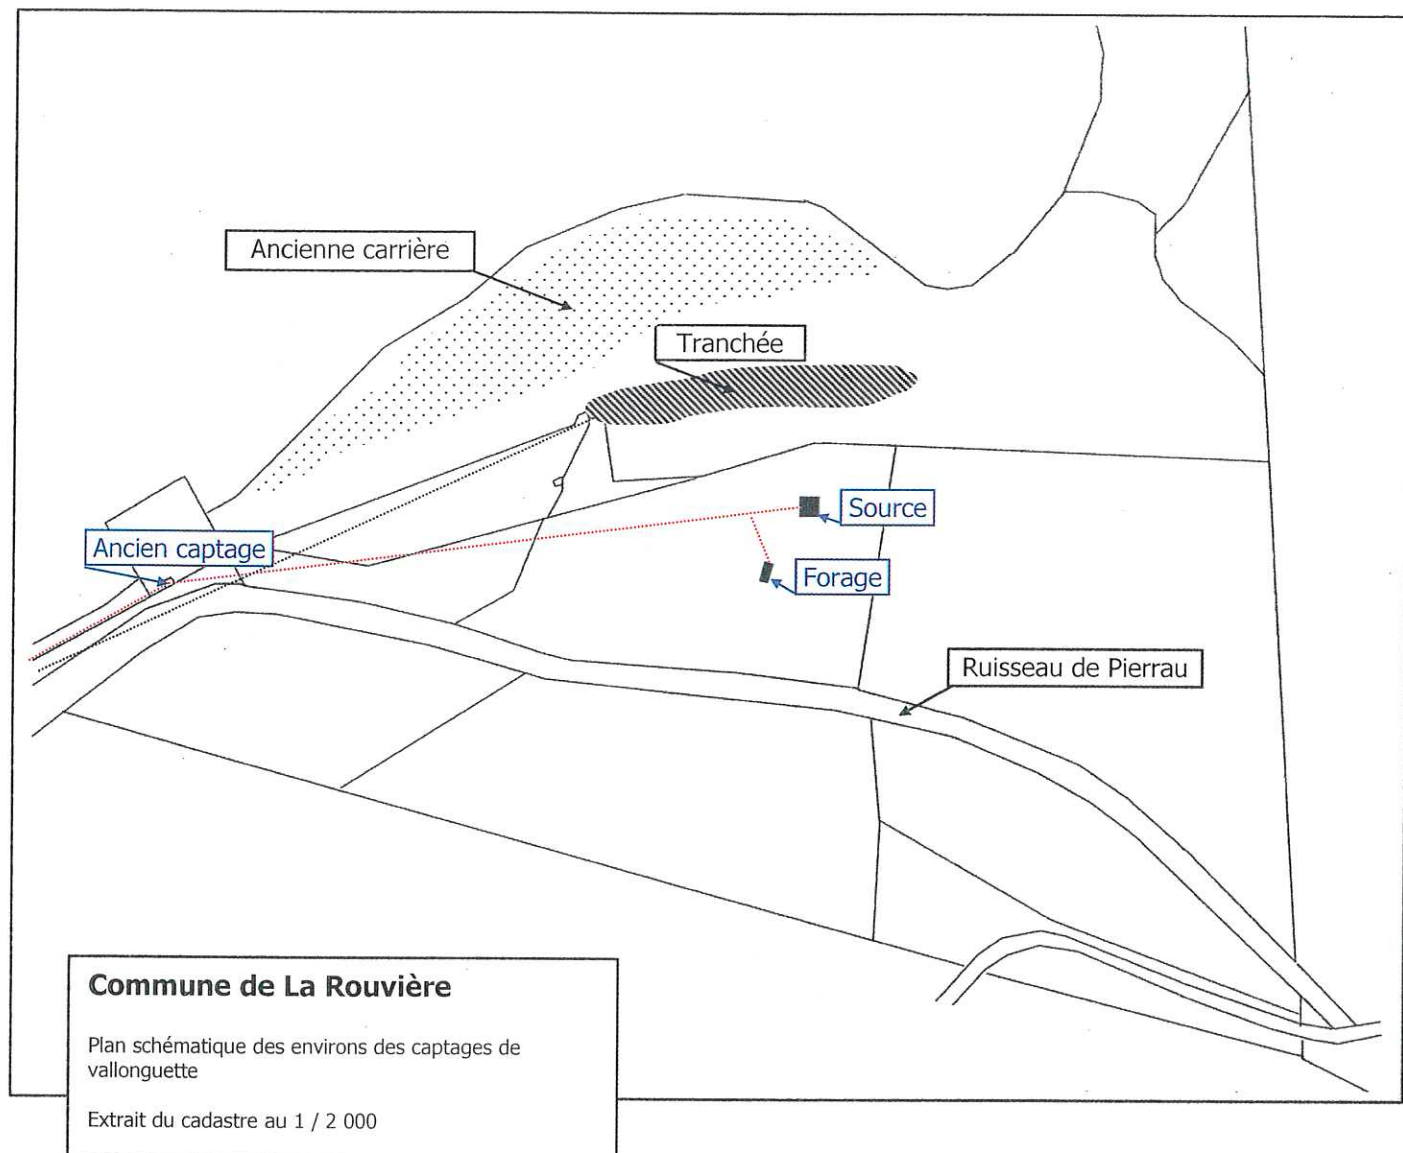 Ancienne carrière
Tranchée
Source
Ancien captage
Forage
Ruisseau de Pierrau
Commune de La Rouvière
Plan schématique des environs des captages de
vallonguette
Extrait du cadastre au 1 / 2 000